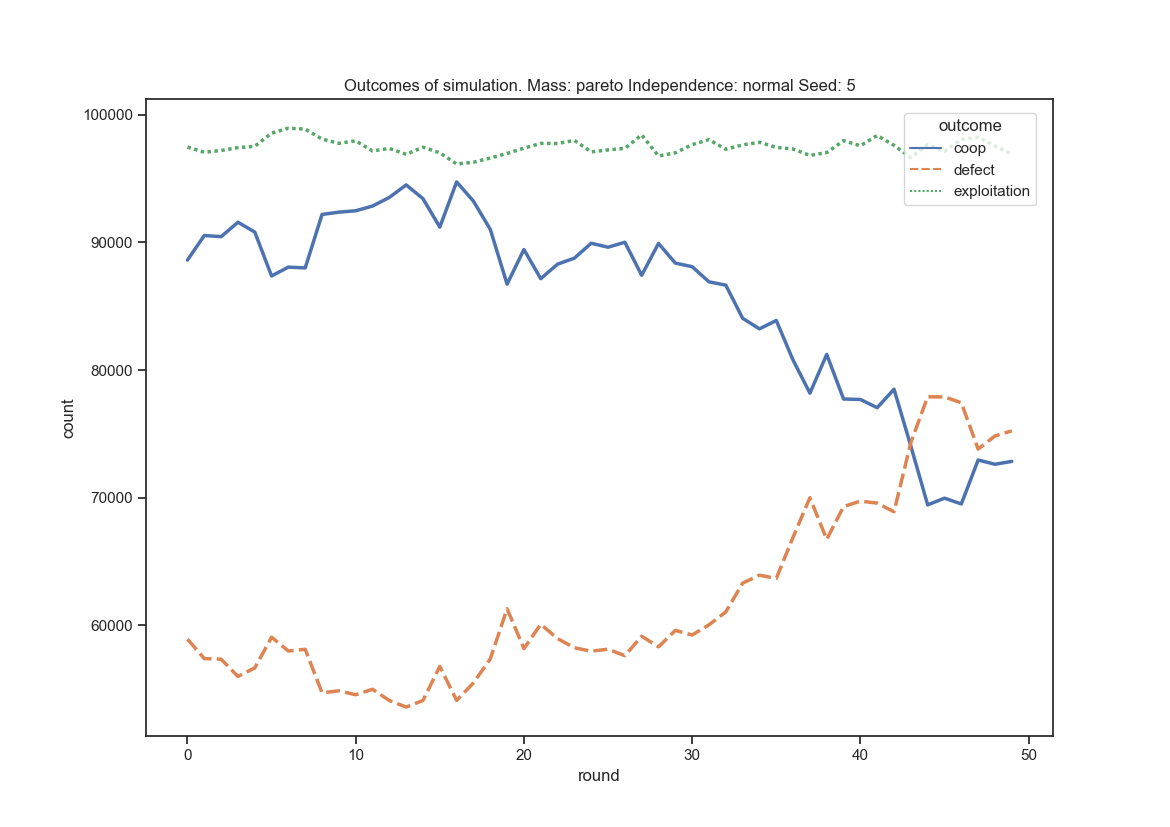 Outcomes of simulation. Mass: pareto Independence: normal Seed: 5
100000
90000
80000
70000
60000
count
outcome
coop
defect
exploitation
0
10
20
30
40
50
round